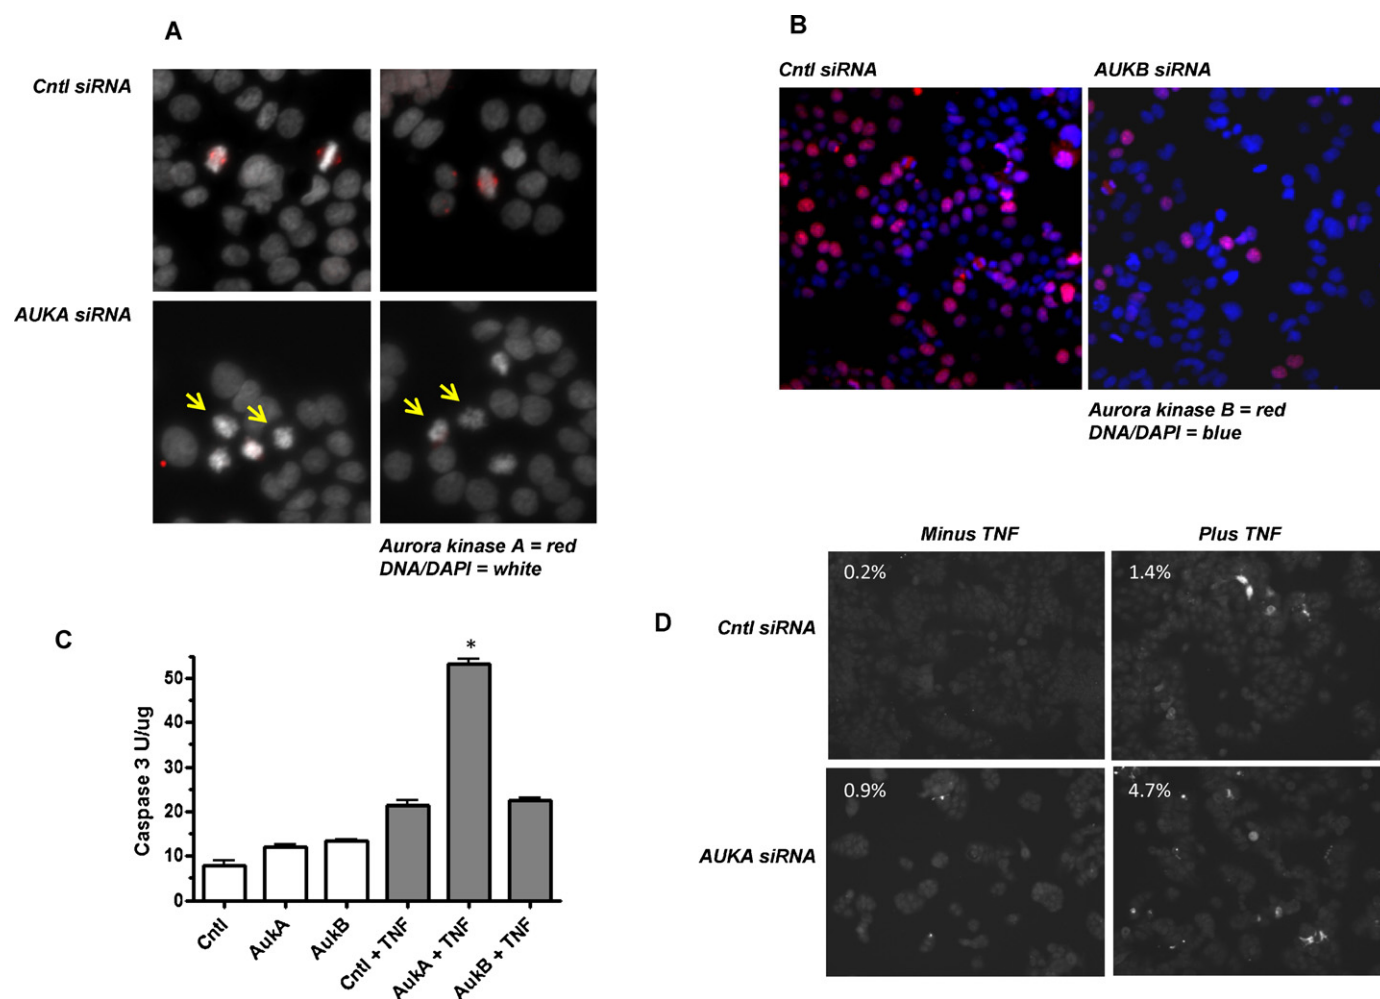 A
Cntl siRNA
AUKA siRNA
Aurora kinase A = red
DNA/DAPI = white
B
Cntl siRNA AUKB siRNA
Aurora kinase B = red
DNA/DAPI = blue
C
Caspase 3 U/ug
50
40
30
20
10
0
*
Cntl
AukA
AukB
Cntl + TNF
AukA + TNF
AukB + TNF
D
Minus TNF Plus TNF
Cntl siRNA
0.2% 1.4%
AUKA siRNA
0.9% 4.7%